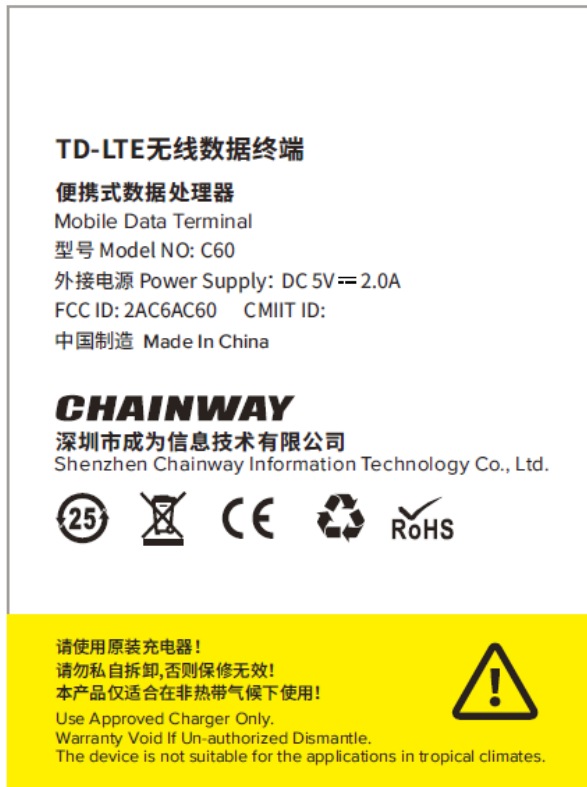 TD-LTE无线数据终端
便携式数据处理器
Mobile Data Terminal
型号 Model NO: C60
外接电源 Power Supply: DC 5V⎓2.0A
FCC ID: 2AC6AC60 CMIIT ID:
中国制造 Made In China
CHAINWAY
深圳市成为信息技术有限公司
Shenzhen Chainway Information Technology Co., Ltd.
25 CE RoHS
请使用原装充电器！
请勿私自拆卸,否则保修无效！
本产品仅适合在非热带气候下使用！
Use Approved Charger Only.
Warranty Void If Un-authorized Dismantle.
The device is not suitable for the applications in tropical climates.